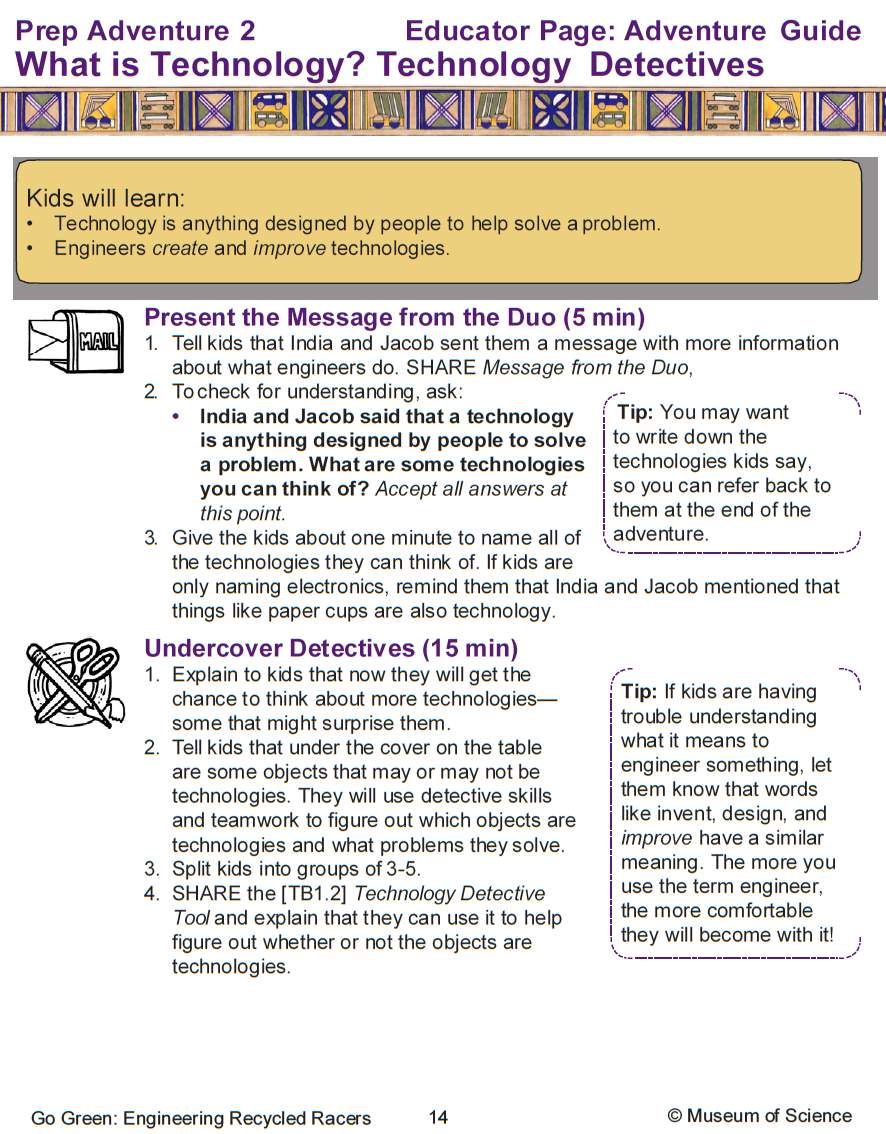 Prep Adventure 2 Educator Page: Adventure Guide
What is Technology? Technology Detectives
Kids will learn:
• Technology is anything designed by people to help solve a problem.
• Engineers create and improve technologies.
MAIL
Present the Message from the Duo (5 min)
1. Tell kids that India and Jacob sent them a message with more information
about what engineers do. SHARE Message from the Duo,
2. To check for understanding, ask:
• India and Jacob said that a technology
is anything designed by people to solve
a problem. What are some technologies
you can think of? Accept all answers at
this point.
Tip: You may want
to write down the
technologies kids say,
so you can refer back to
them at the end of the
adventure.
3. Give the kids about one minute to name all of
the technologies they can think of. If kids are
only naming electronics, remind them that India and Jacob mentioned that
things like paper cups are also technology.
Undercover Detectives (15 min)
1. Explain to kids that now they will get the
chance to think about more technologies—
some that might surprise them.
2. Tell kids that under the cover on the table
are some objects that may or may not be
technologies. They will use detective skills
and teamwork to figure out which objects are
technologies and what problems they solve.
3. Split kids into groups of 3-5.
4. SHARE the [TB1.2] Technology Detective
Tool and explain that they can use it to help
figure out whether or not the objects are
technologies.
Tip: If kids are having
trouble understanding
what it means to
engineer something, let
them know that words
like invent, design, and
improve have a similar
meaning. The more you
use the term engineer,
the more comfortable
they will become with it!
Go Green: Engineering Recycled Racers 14 © Museum of Science